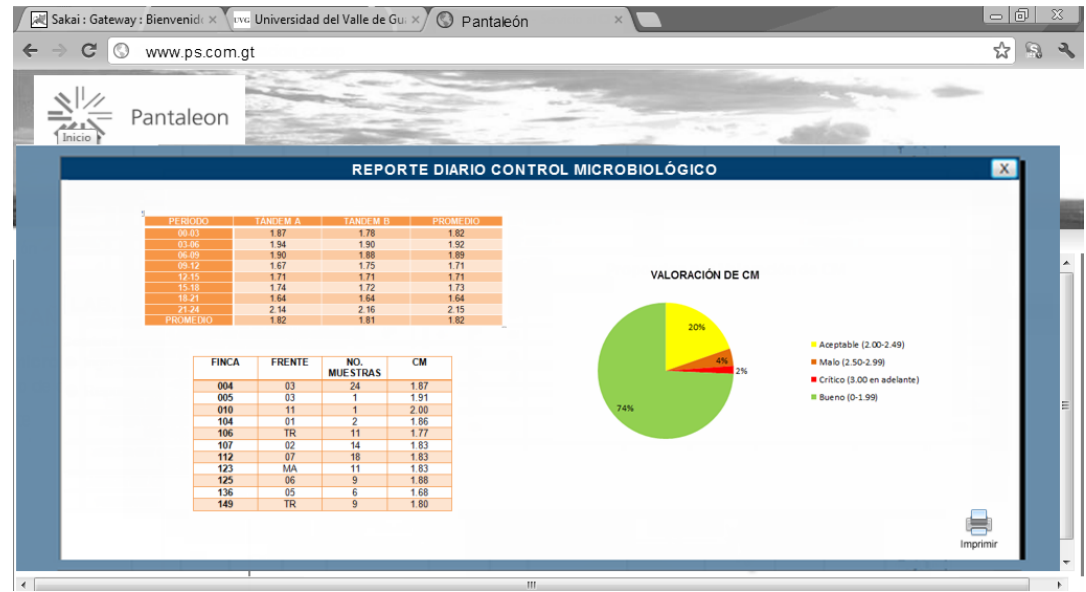 Sakai : Gateway : Bienvenid
UVG Universidad del Valle de Gu
Pantaleón
www.ps.com.gt
Pantaleon
Inicio
REPORTE DIARIO CONTROL MICROBIOLÓGICO
X
PERIODO TÁNDEM A TANDEM B PROMEDIO
00-03 1.87 1.78 1.82
03-06 1.94 1.90 1.92
06-09 1.90 1.88 1.89
09-12 1.67 1.75 1.71
12-15 1.71 1.71 1.71
15-18 1.74 1.72 1.73
18-21 1.64 1.64 1.64
21-24 2.14 2.16 2.15
PROMEDIO 1.82 1.81 1.82
FINCA FRENTE NO. MUESTRAS CM
004 03 24 1.87
005 03 1 1.91
010 11 1 2.00
104 01 2 1.86
106 TR 11 1.77
107 02 14 1.83
112 07 18 1.83
123 MA 11 1.83
125 06 9 1.88
136 05 6 1.68
149 TR 9 1.80
VALORACIÓN DE CM
20%
4%
2%
74%
Aceptable (2.00-2.49)
Malo (2.50-2.99)
Crítico (3.00 en adelante)
Bueno (0-1.99)
Imprimir